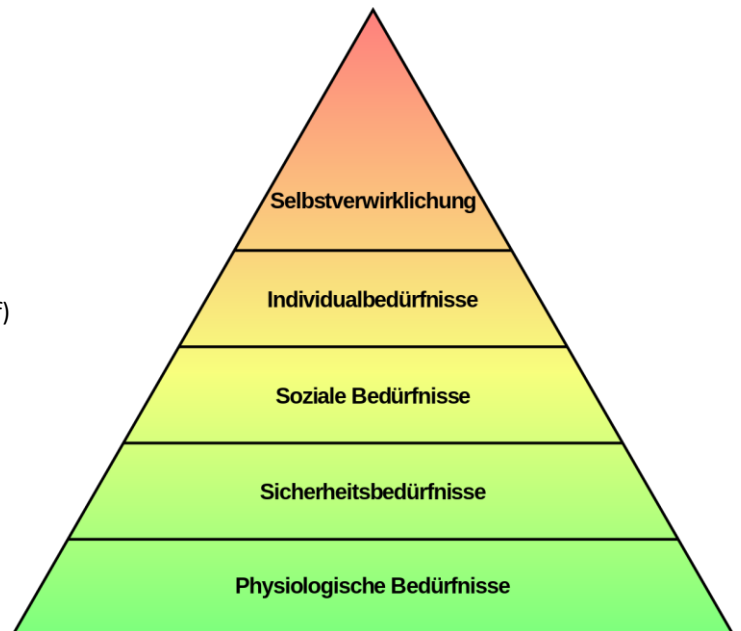 Selbstverwirklichung
Individualbedürfnisse
f)
Soziale Bedürfnisse
Sicherheitsbedürfnisse
Physiologische Bedürfnisse